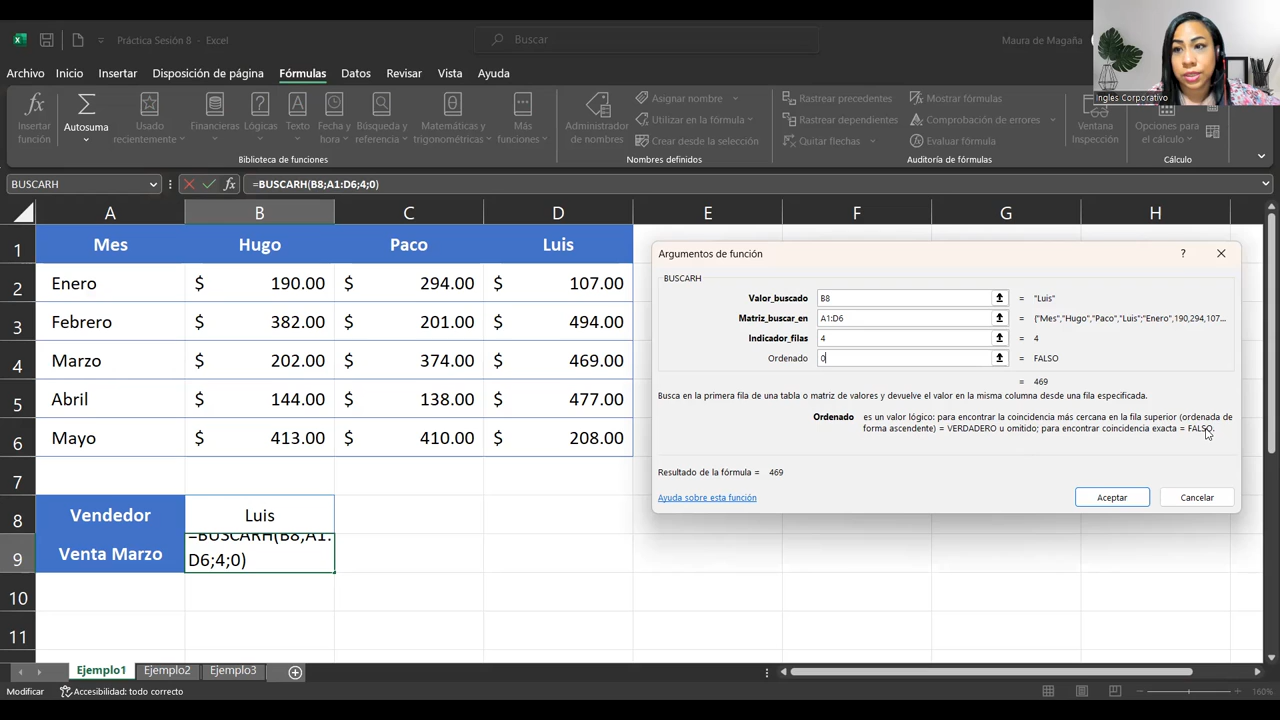 Práctica Sesión 8 - Excel
Buscar
Maura de Magaña
Ingles Corporativo
Archivo Inicio Insertar Disposición de página Fórmulas Datos Revisar Vista Ayuda
Insertar función
Autosuma
Usado recientemente
Financieras
Lógicas
Texto
Fecha y hora
Búsqueda y referencia
Matemáticas y trigonométricas
Más funciones
Biblioteca de funciones
Administrador de nombres
Asignar nombre
Utilizar en la fórmula
Crear desde la selección
Nombres definidos
Rastrear precedentes
Rastrear dependientes
Quitar flechas
Mostrar fórmulas
Comprobación de errores
Evaluar fórmula
Auditoría de fórmulas
Ventana Inspección
Opciones para el cálculo
Cálculo
BUSCARH
fx
=BUSCARH(B8;A1:D6;4;0)
A B C D E F G H
1 Mes Hugo Paco Luis
2 Enero $ 190.00 $ 294.00 $ 107.00
3 Febrero $ 382.00 $ 201.00 $ 494.00
4 Marzo $ 202.00 $ 374.00 $ 469.00
5 Abril $ 144.00 $ 138.00 $ 477.00
6 Mayo $ 413.00 $ 410.00 $ 208.00
7
8 Vendedor Luis
9 Venta Marzo =BUSCARH(B8;A1:
D6;4;0)
10
11
Argumentos de función ?
BUSCARH
Valor_buscado B8 = "Luis"
Matriz_buscar_en A1:D6 = {"Mes","Hugo","Paco","Luis";"Enero",190,294,107...
Indicador_filas 4 = 4
Ordenado 0 = FALSO
= 469
Busca en la primera fila de una tabla o matriz de valores y devuelve el valor en la misma columna desde una fila especificada.
Ordenado es un valor lógico: para encontrar la coincidencia más cercana en la fila superior (ordenada de
forma ascendente) = VERDADERO u omitido; para encontrar coincidencia exacta = FALSO.
Resultado de la fórmula = 469
Ayuda sobre esta función
Aceptar
Cancelar
Ejemplo1 Ejemplo2 Ejemplo3
Modificar
Accesibilidad: todo correcto
160%